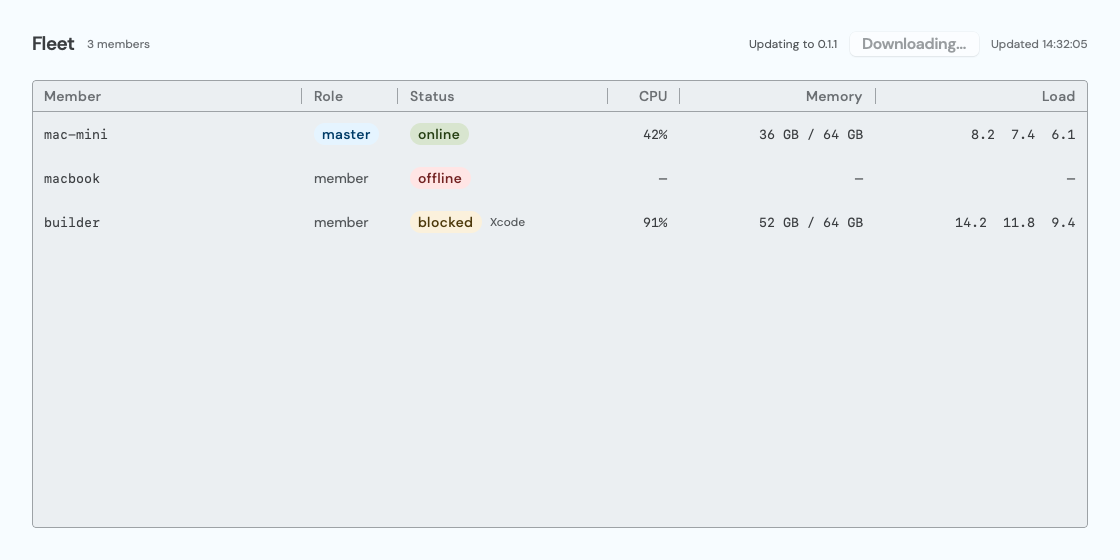 Fleet 3 members Updating to 0.1.1 Downloading... Updated 14:32:05
Member Role Status CPU Memory Load
mac-mini master online 42% 36 GB / 64 GB 8.2 7.4 6.1
macbook member offline — — —
builder member blocked Xcode 91% 52 GB / 64 GB 14.2 11.8 9.4